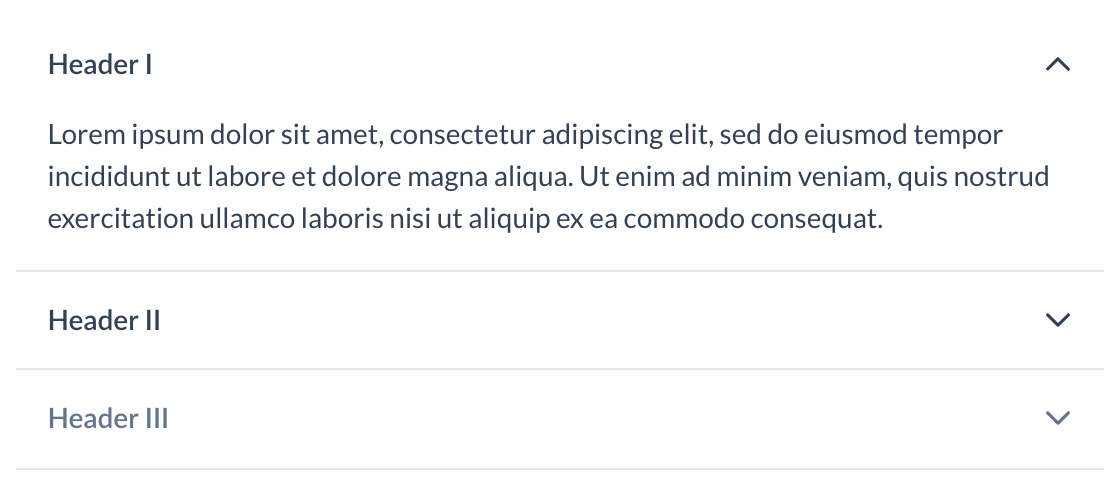 Header I
Lorem ipsum dolor sit amet, consectetur adipiscing elit, sed do eiusmod tempor
incididunt ut labore et dolore magna aliqua. Ut enim ad minim veniam, quis nostrud
exercitation ullamco laboris nisi ut aliquip ex ea commodo consequat.
Header II
Header III